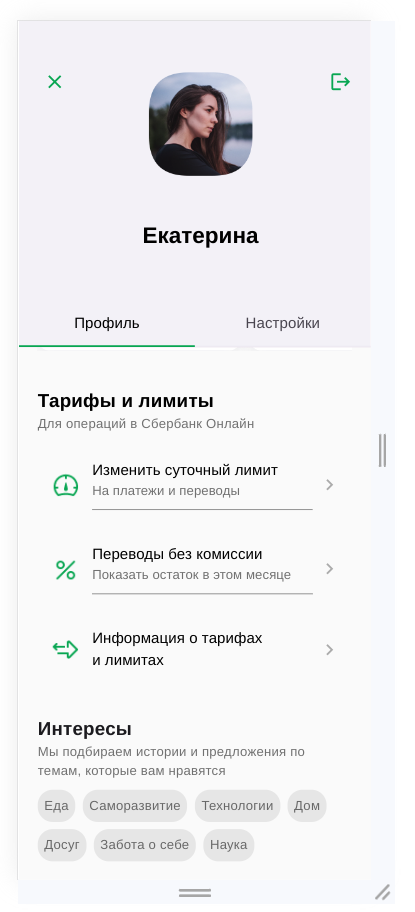 Екатерина
Профиль
Настройки
Тарифы и лимиты
Для операций в Сбербанк Онлайн
Изменить суточный лимит
На платежи и переводы
Переводы без комиссии
Показать остаток в этом месяце
Информация о тарифах
и лимитах
Интересы
Мы подбираем истории и предложения по
темам, которые вам нравятся
Еда Саморазвитие Технологии Дом
Досуг Забота о себе Наука